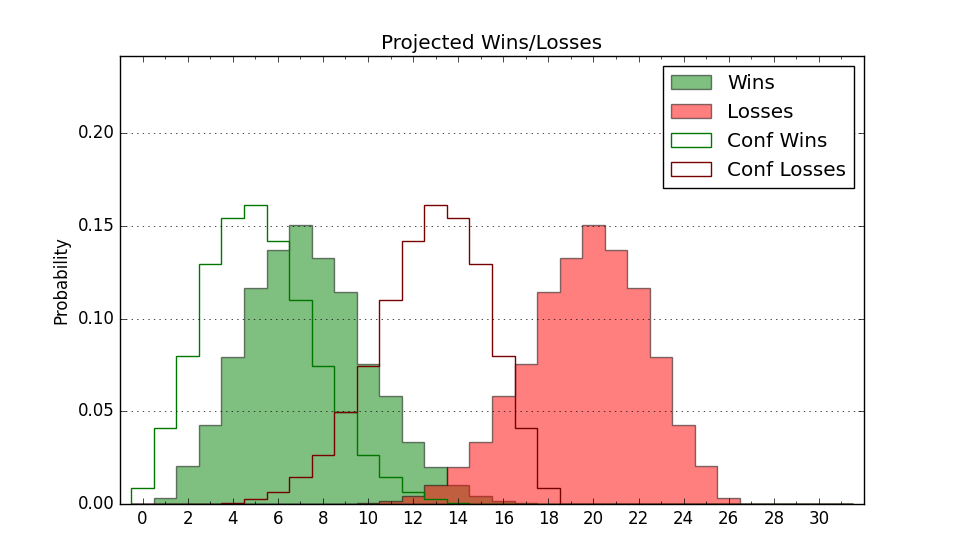 Projected Wins/Losses
Wins
Losses
Conf Wins
Conf Losses
Probability
0.20
0.15
0.10
0.05
0.00
0 2 4 6 8 10 12 14 16 18 20 22 24 26 28 30